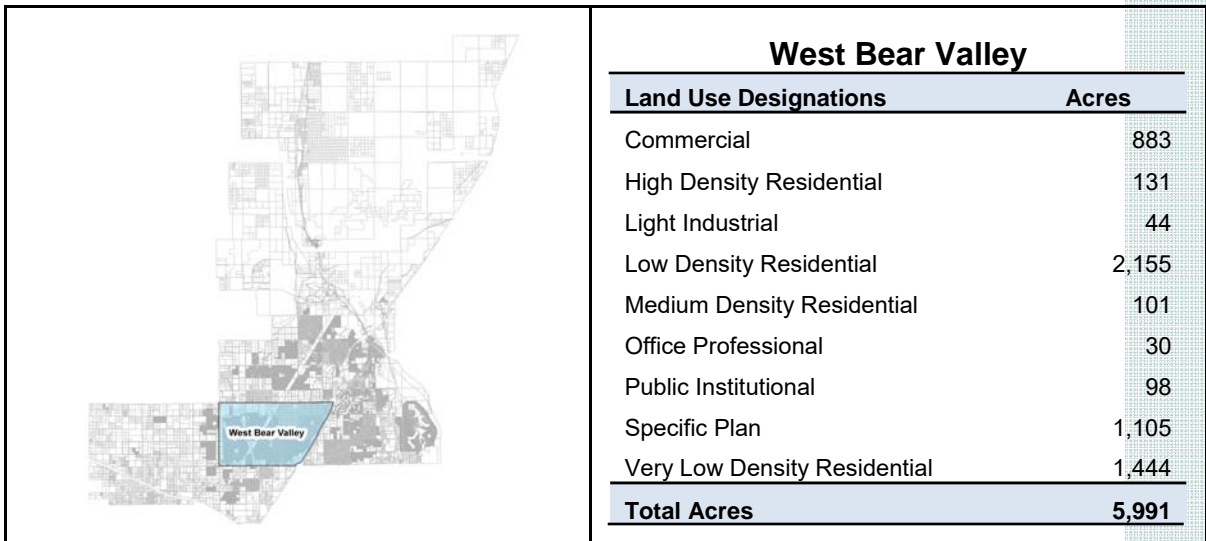 West Bear Valley
West Bear Valley
Land Use Designations Acres
Commercial 883
High Density Residential 131
Light Industrial 44
Low Density Residential 2,155
Medium Density Residential 101
Office Professional 30
Public Institutional 98
Specific Plan 1,105
Very Low Density Residential 1,444
Total Acres 5,991